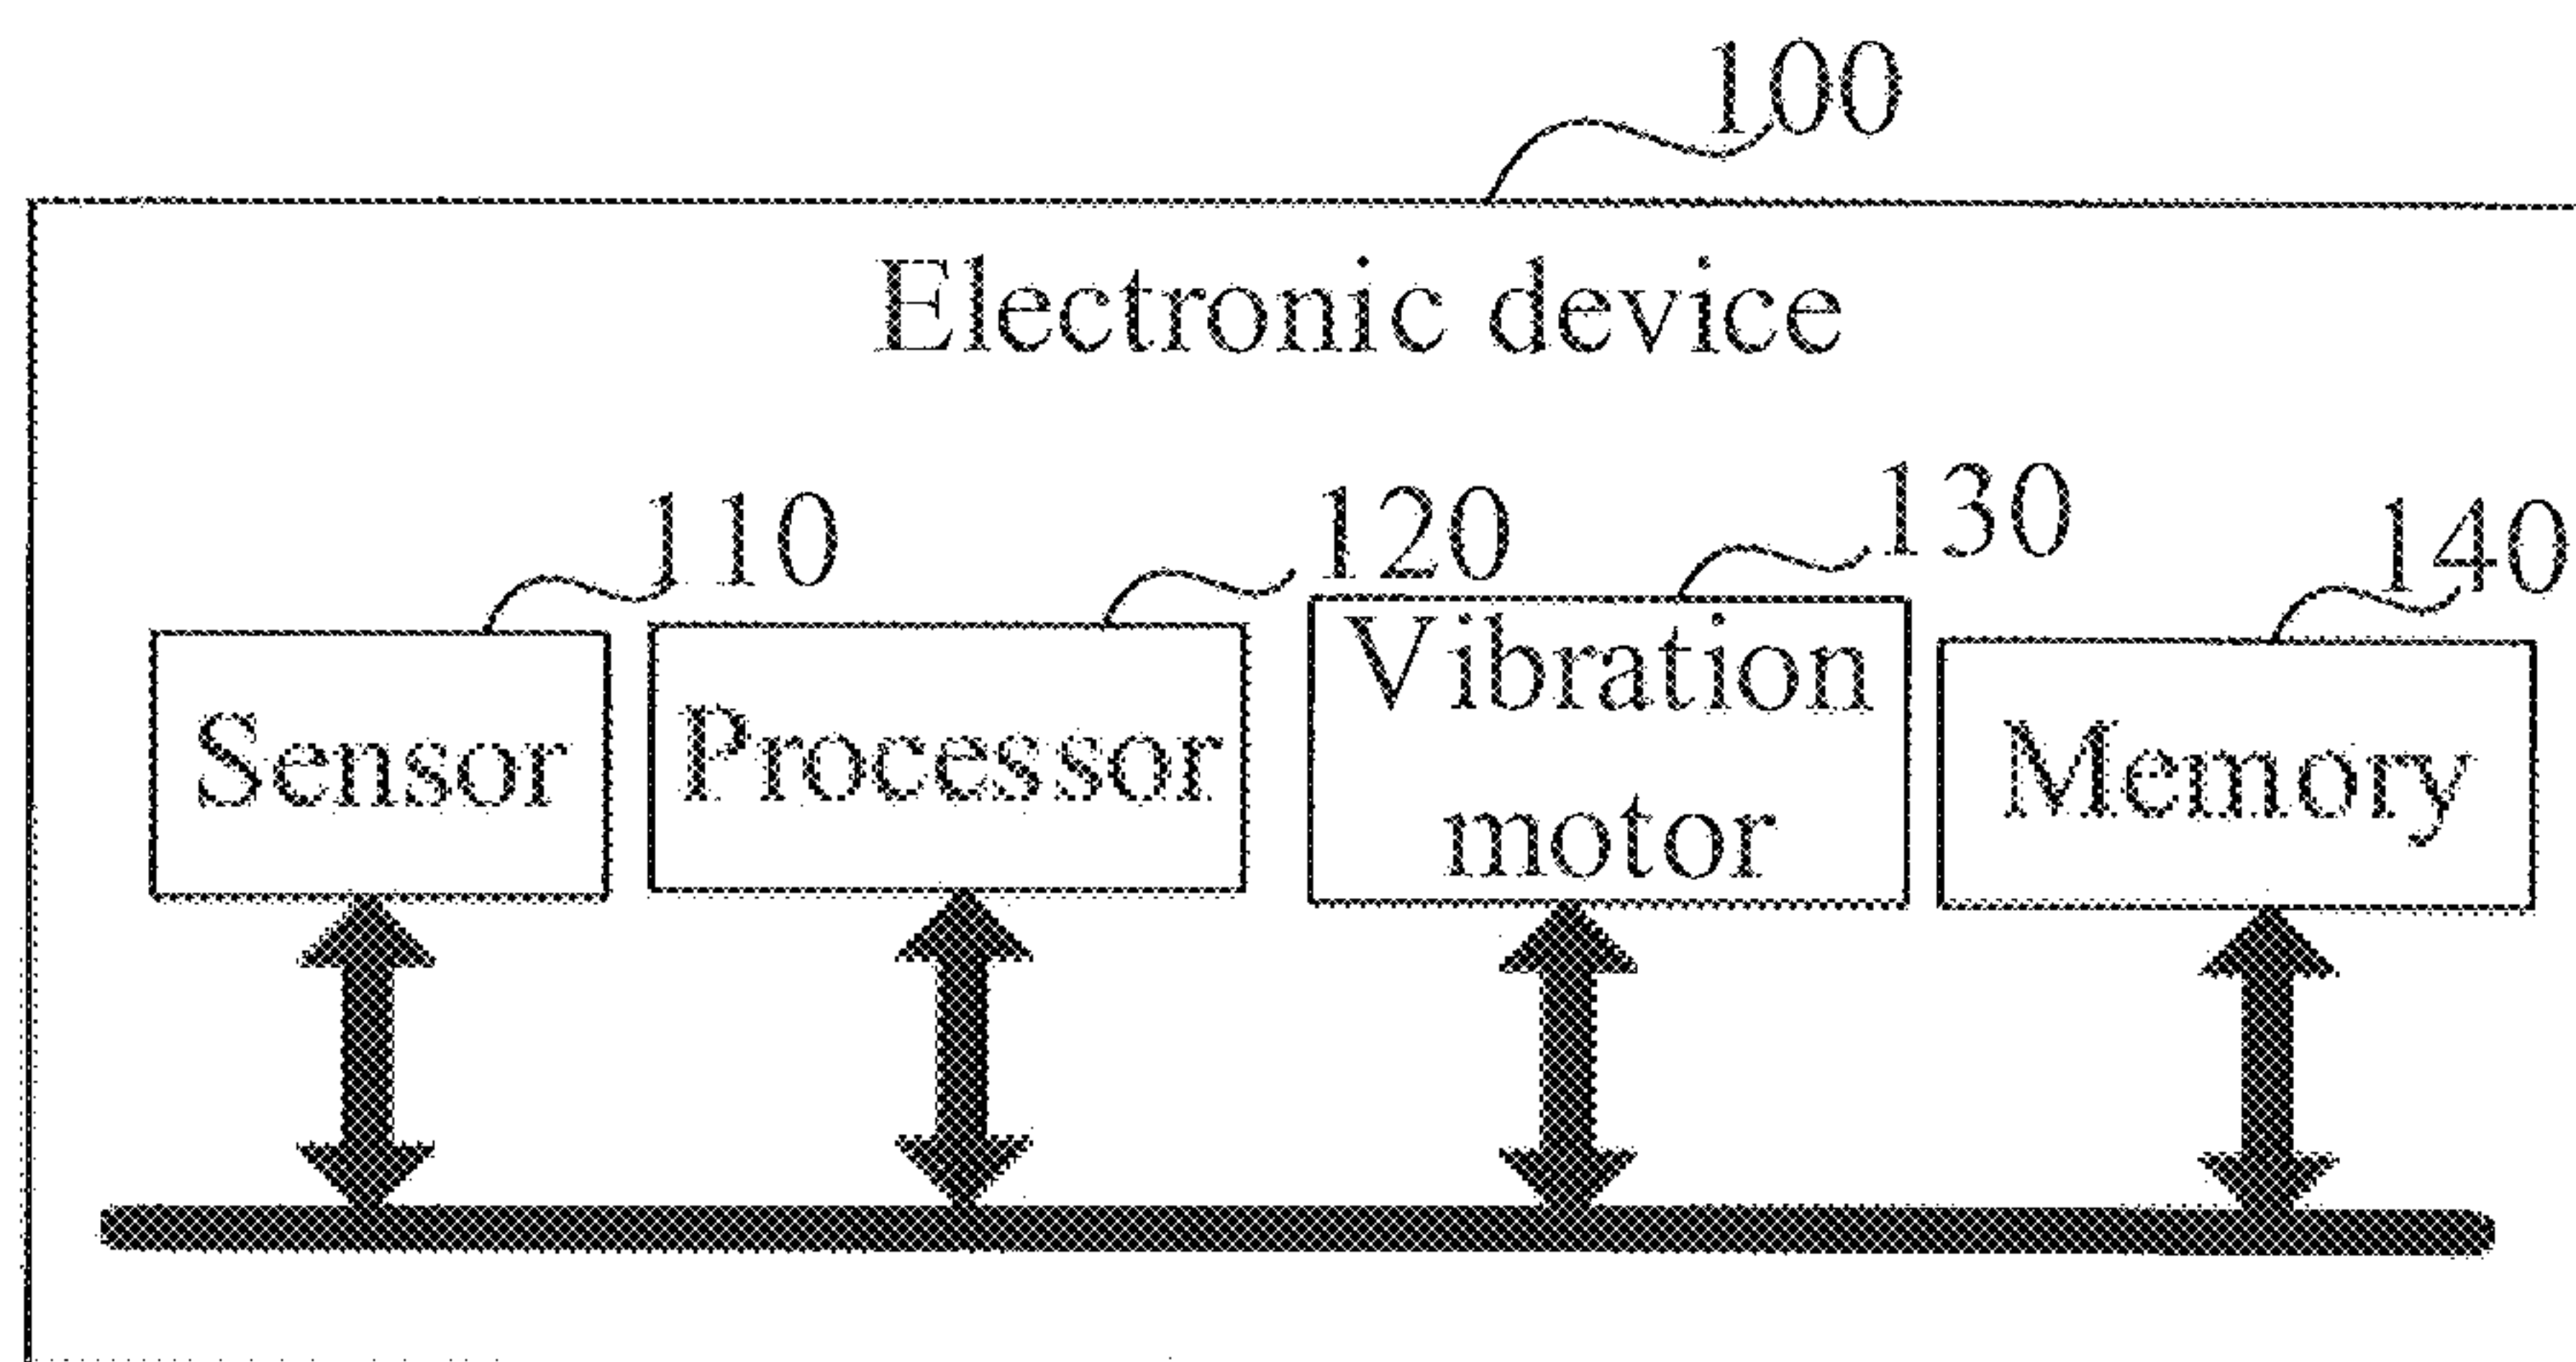 100
Electronic device
110
120
130
140
Sensor
Processor
Vibration
motor
Memory